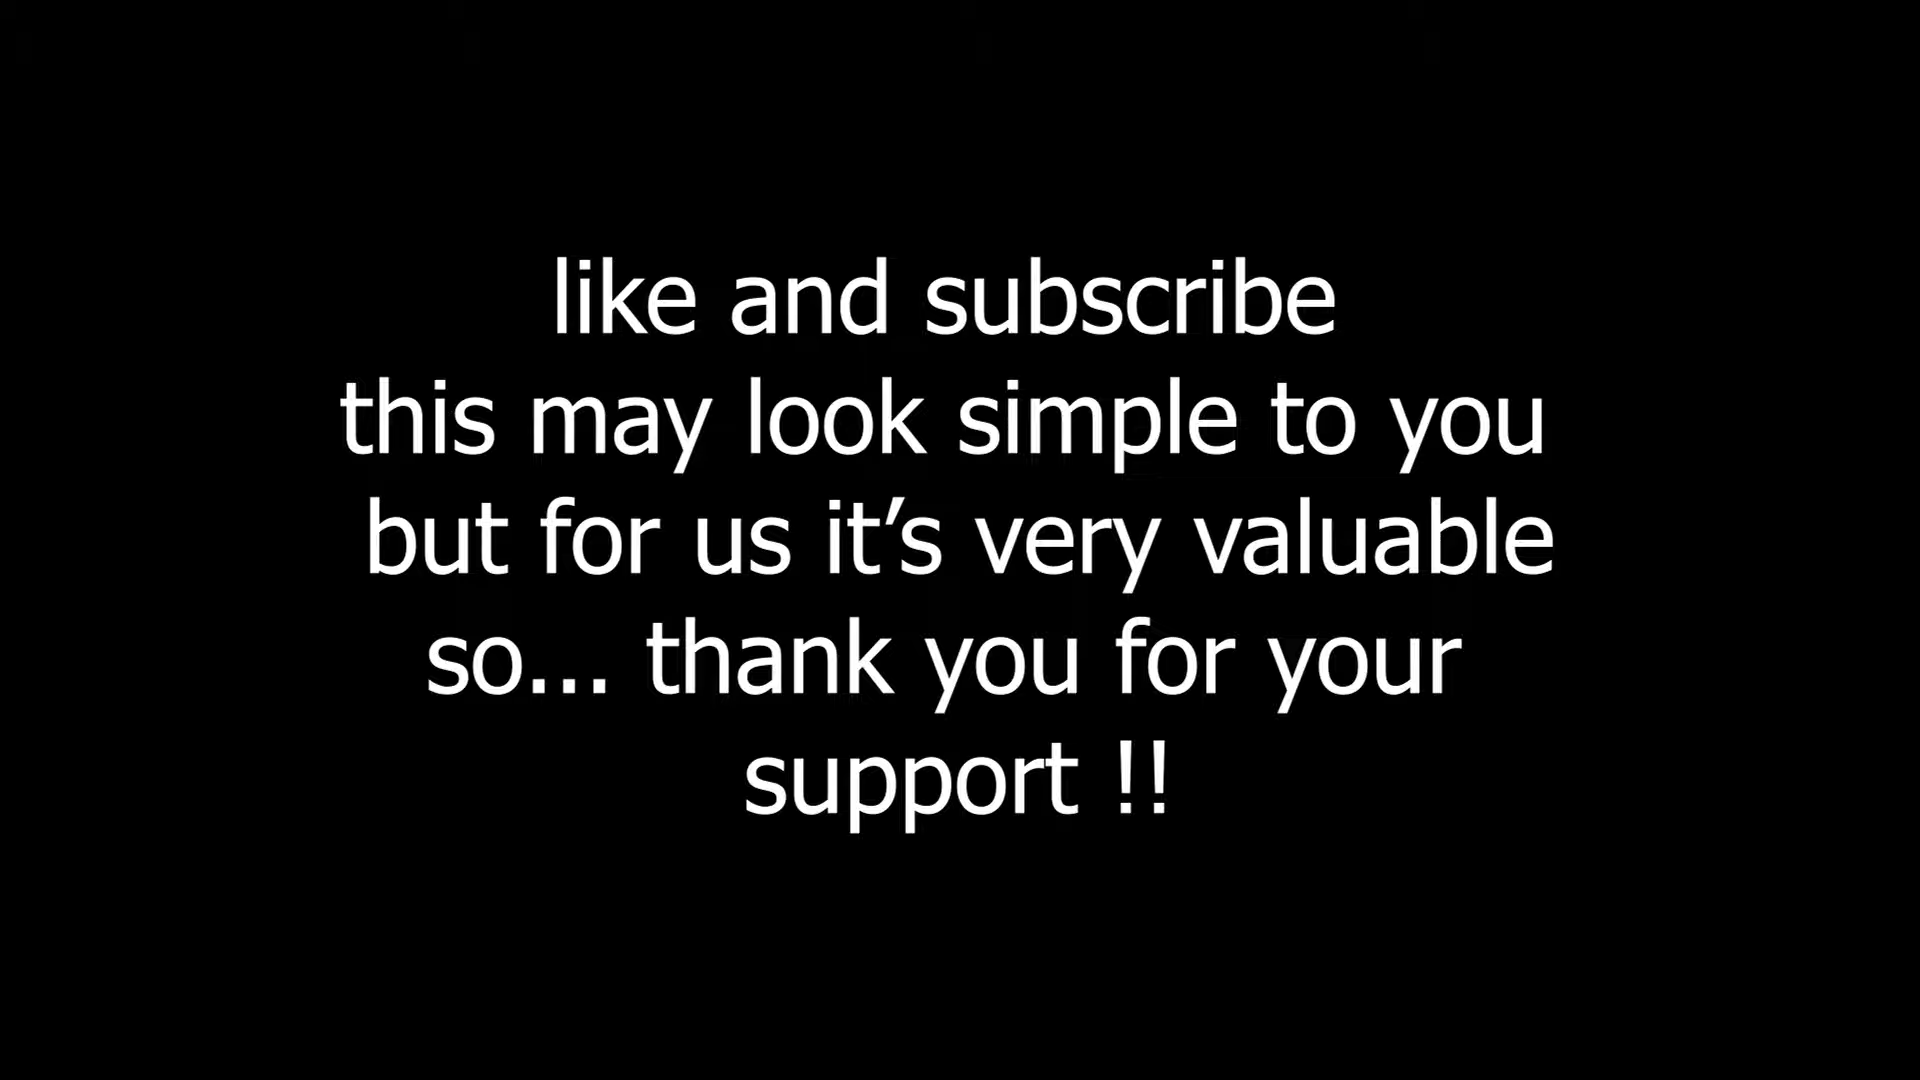 like and subscribe
this may look simple to you
but for us it’s very valuable
so... thank you for your
support !!